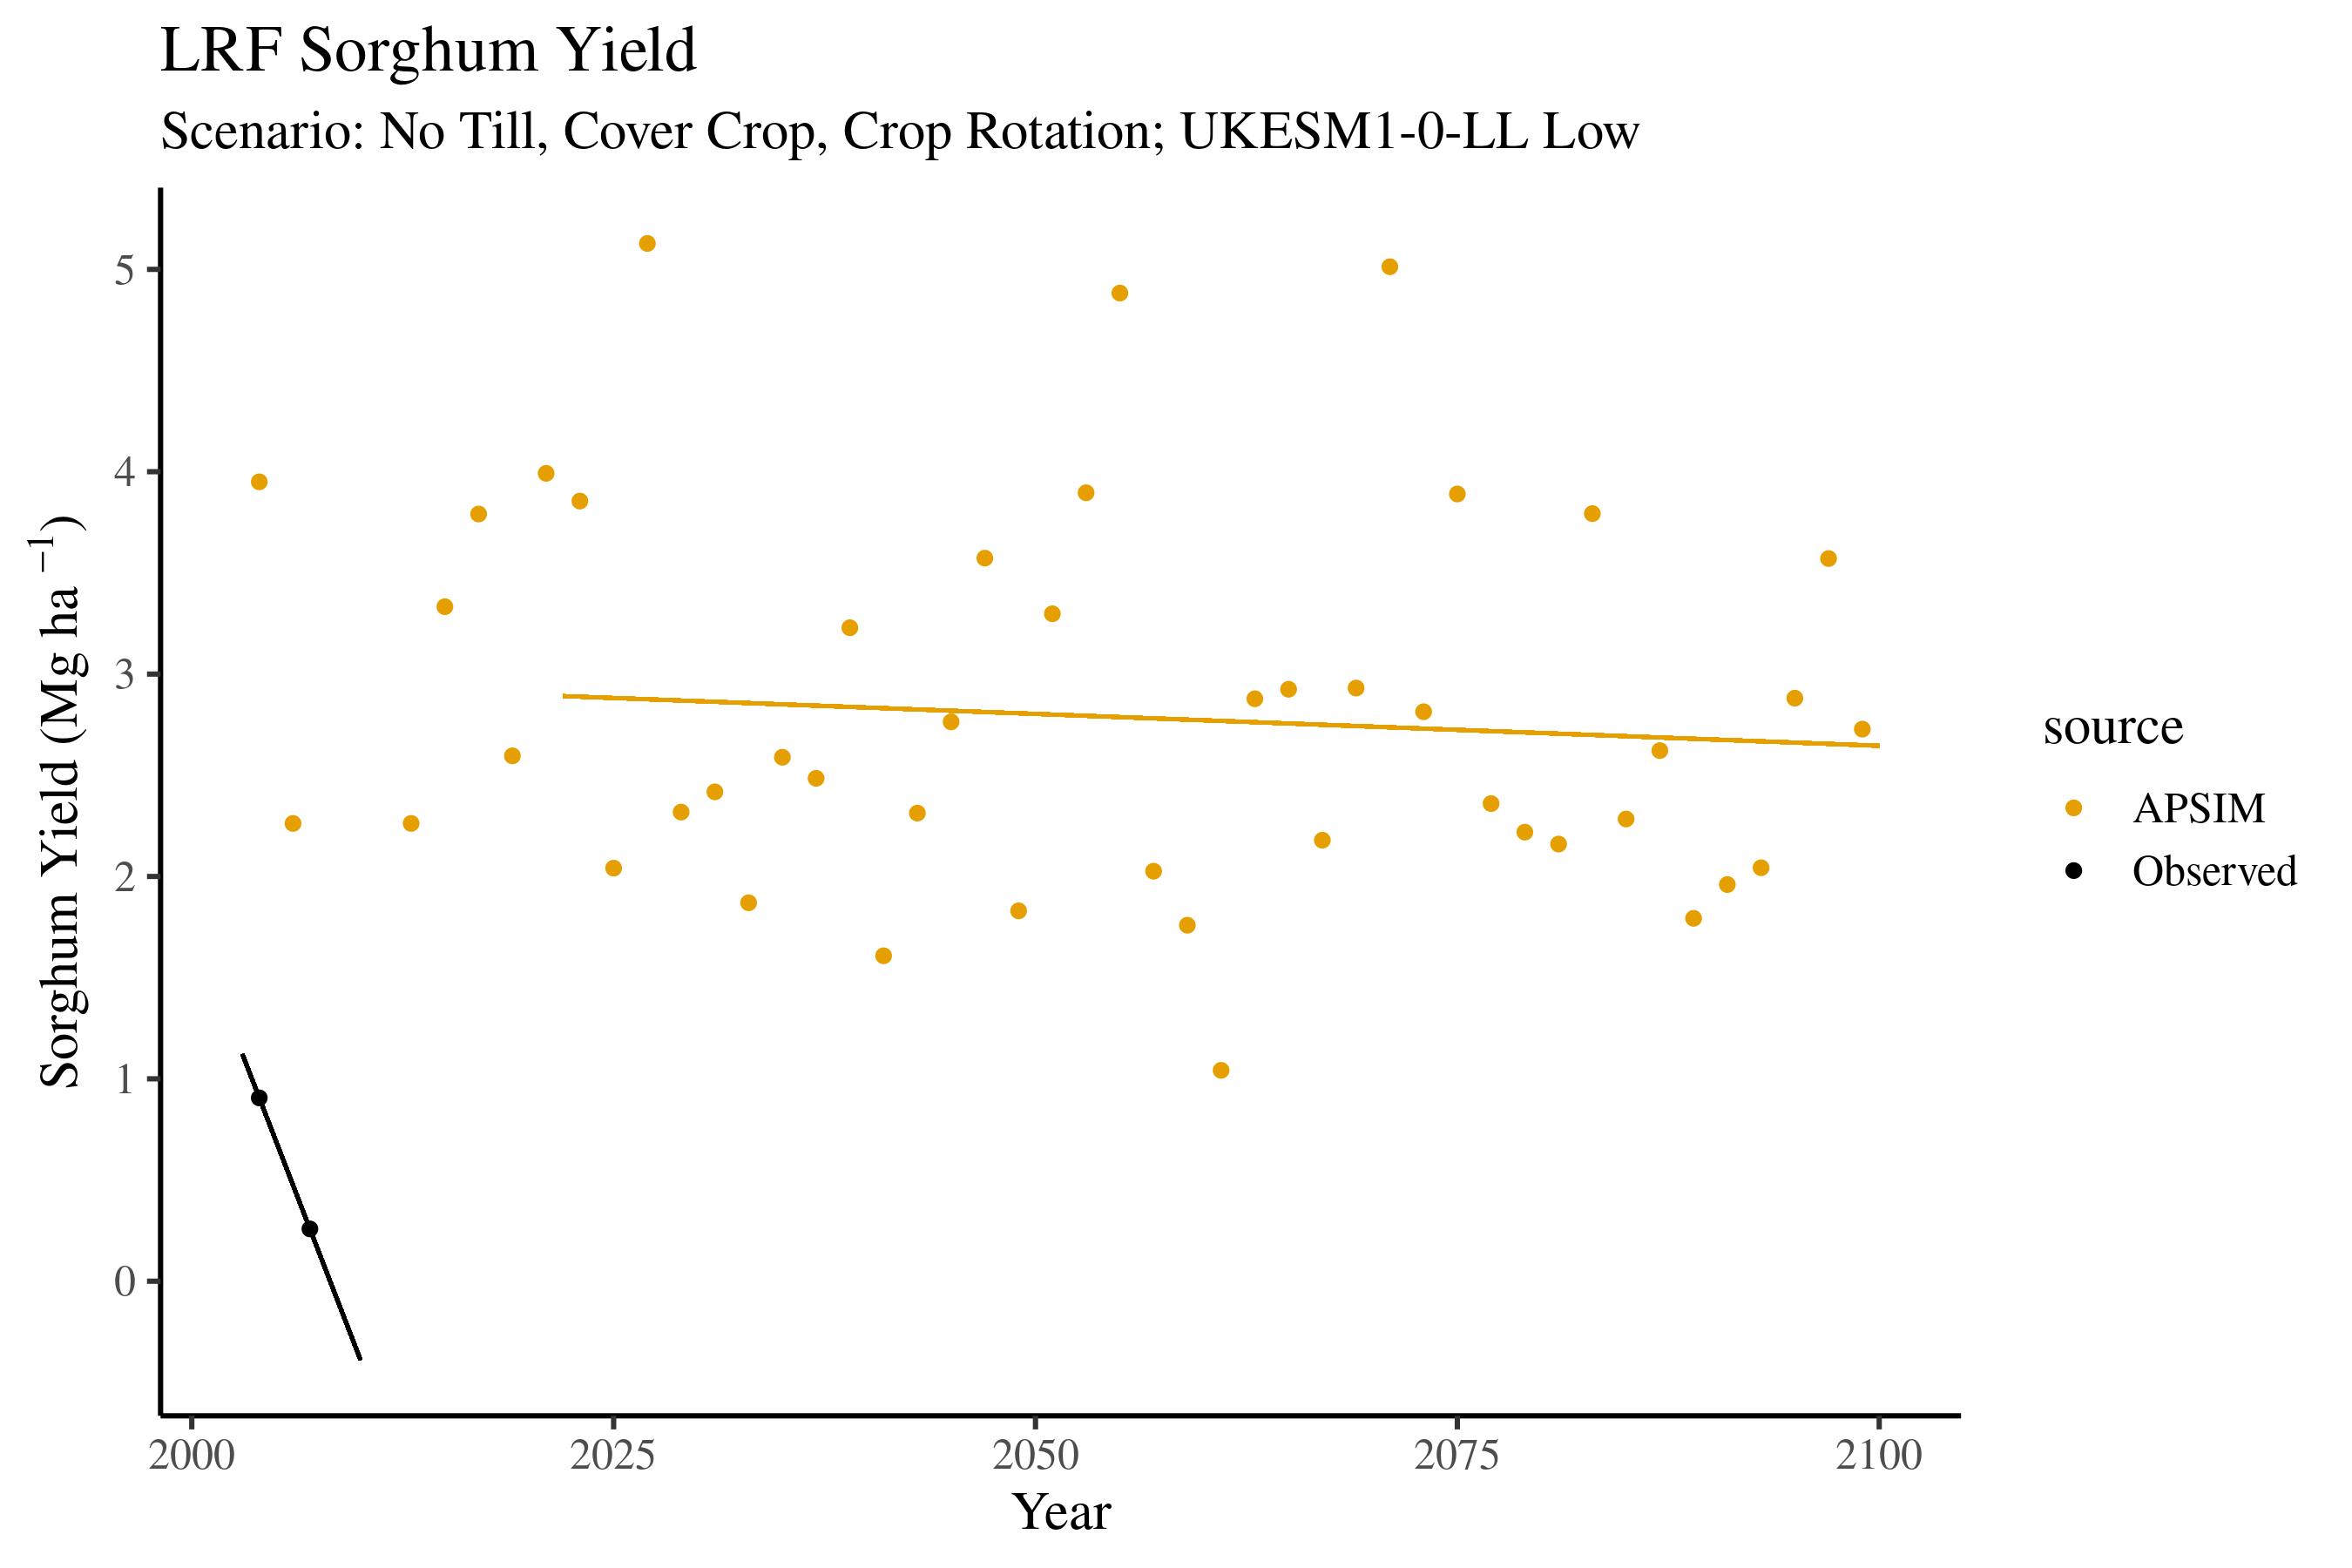 LRF Sorghum Yield
Scenario: No Till, Cover Crop, Crop Rotation; UKESM1-0-LL Low
Sorghum Yield (Mg ha −1)
5
4
3
2
1
0
2000 2025 2050 2075 2100
Year
source
APSIM
Observed